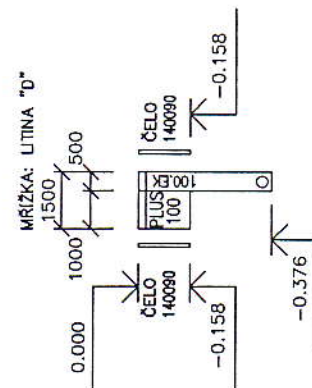 MŘÍŽKA: LITINA "D"
1500
1000
500
0.000
ČELO
140090
PLUS
100
100.EK
ČELO
140090
-0.158
-0.158
-0.376